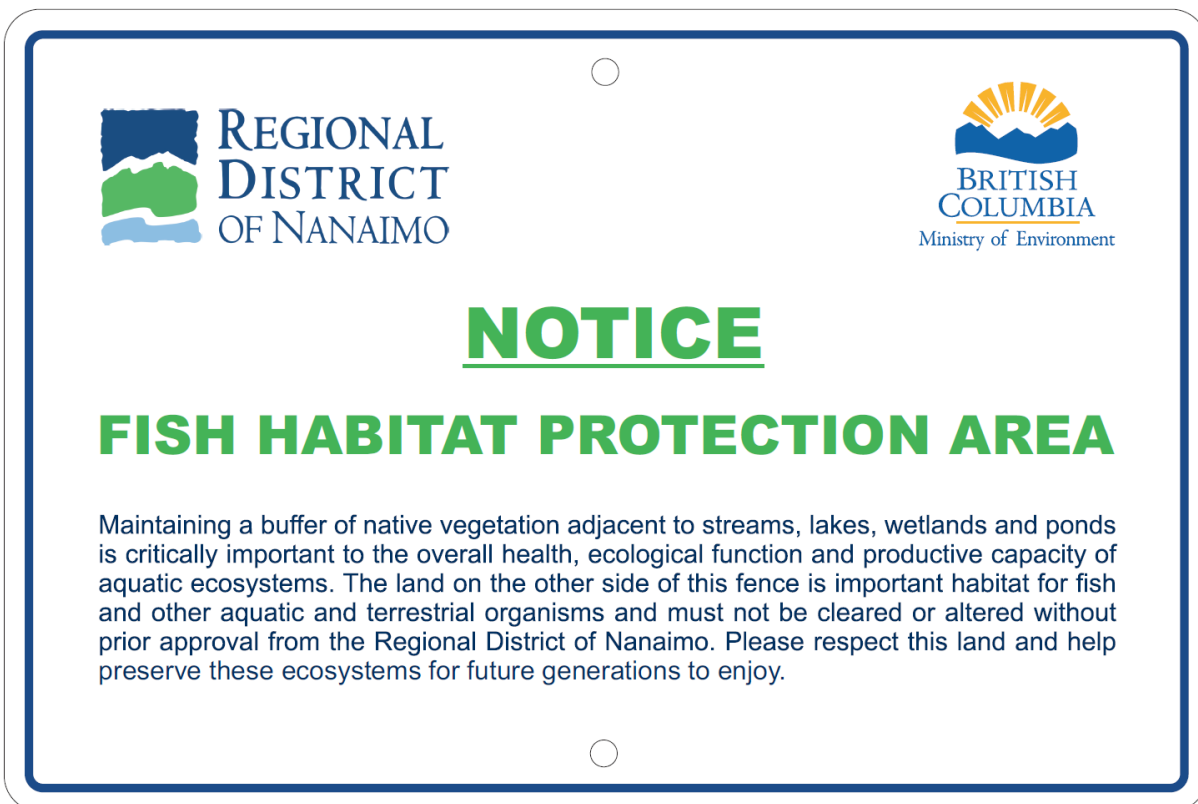 REGIONAL
DISTRICT
OF NANAIMO
BRITISH
COLUMBIA
Ministry of Environment
NOTICE
FISH HABITAT PROTECTION AREA
Maintaining a buffer of native vegetation adjacent to streams, lakes, wetlands and ponds
is critically important to the overall health, ecological function and productive capacity of
aquatic ecosystems. The land on the other side of this fence is important habitat for fish
and other aquatic and terrestrial organisms and must not be cleared or altered without
prior approval from the Regional District of Nanaimo. Please respect this land and help
preserve these ecosystems for future generations to enjoy.